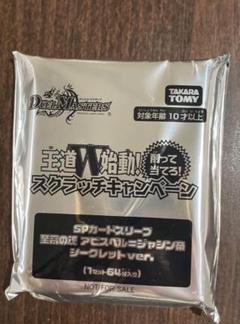 DUEL MASTERS
TAKARA TOMY
対象年齢 10才以上
王道W始動!!
削って当てろ!
スクラッチキャンペーン
SPカードスリーブ
アビスベル=ジャシン帝
シークレットver.
(1セット64枚入り)
NOT FOR SALE